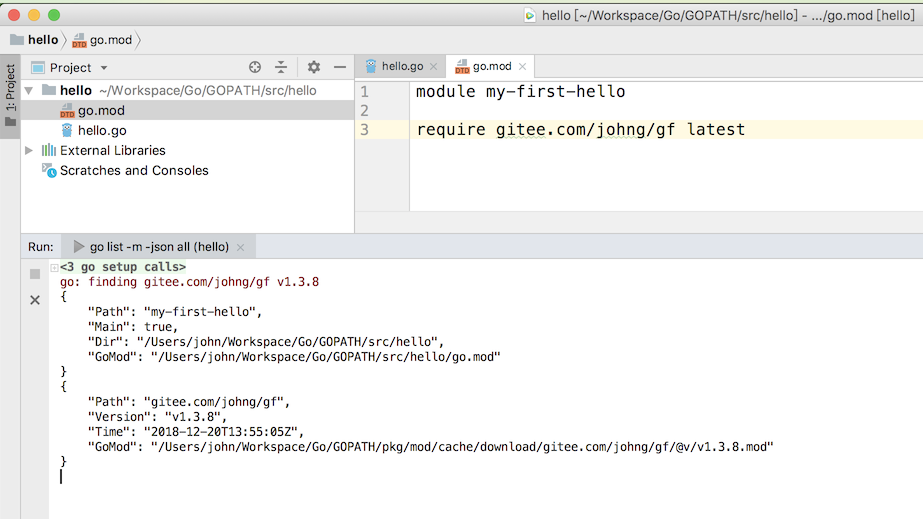 hello [~/Workspace/Go/GOPATH/src/hello] - .../go.mod [hello]
hello go.mod
1: Project
Project
hello.go go.mod
hello ~/Workspace/Go/GOPATH/src/hello
go.mod
hello.go
External Libraries
Scratches and Consoles
1 module my-first-hello
2
3 require gitee.com/johng/gf latest
Run: go list -m -json all (hello)
<3 go setup calls>
go: finding gitee.com/johng/gf v1.3.8
{
"Path": "my-first-hello",
"Main": true,
"Dir": "/Users/john/Workspace/Go/GOPATH/src/hello",
"GoMod": "/Users/john/Workspace/Go/GOPATH/src/hello/go.mod"
}
{
"Path": "gitee.com/johng/gf",
"Version": "v1.3.8",
"Time": "2018-12-20T13:55:05Z",
"GoMod": "/Users/john/Workspace/Go/GOPATH/pkg/mod/cache/download/gitee.com/johng/gf/@v/v1.3.8.mod"
}